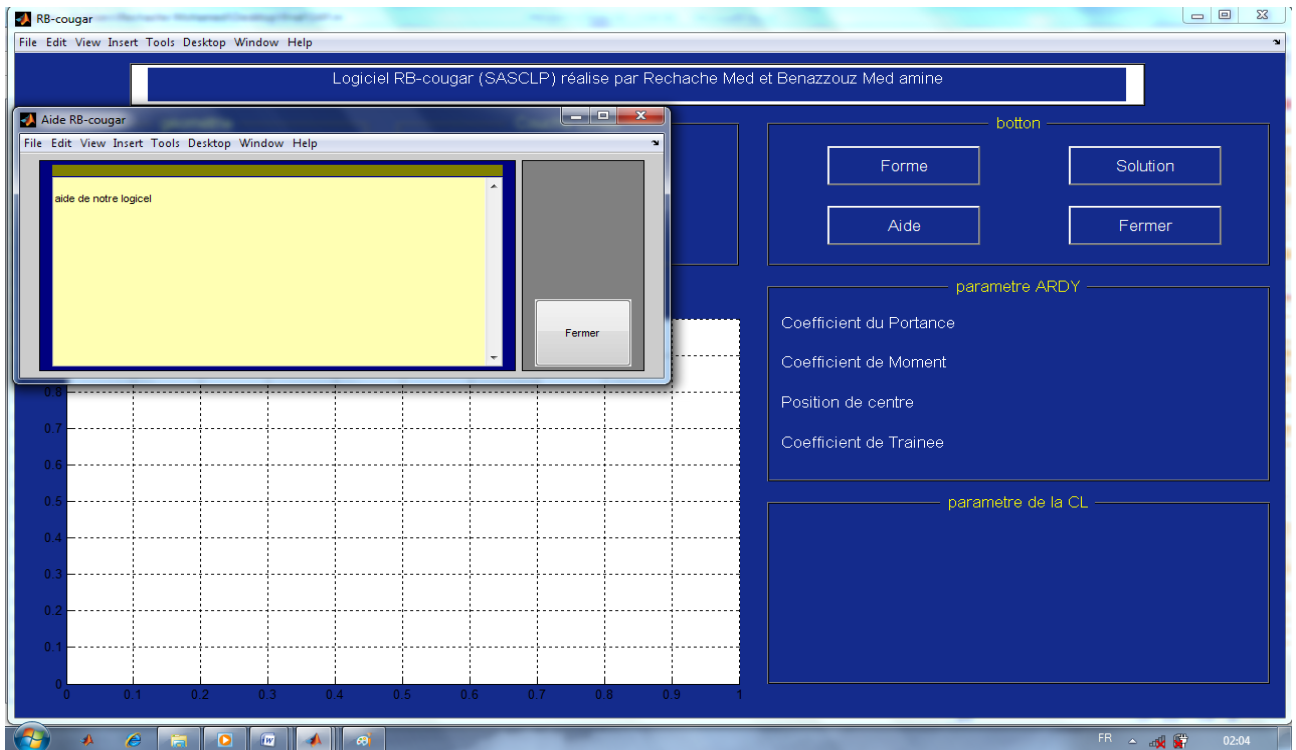 RB-cougar
File Edit View Insert Tools Desktop Window Help
Logiciel RB-cougar (SASCLP) réalise par Rechache Med et Benazzouz Med amine
Aide RB-cougar
File Edit View Insert Tools Desktop Window Help
aide de notre logicel
Fermer
botton
Forme
Solution
Aide
Fermer
parametre ARDY
Coefficient du Portance
Coefficient de Moment
Position de centre
Coefficient de Trainee
parametre de la CL
0.8
0.7
0.6
0.5
0.4
0.3
0.2
0.1
0
0 0.1 0.2 0.3 0.4 0.5 0.6 0.7 0.8 0.9 1
FR 02:04